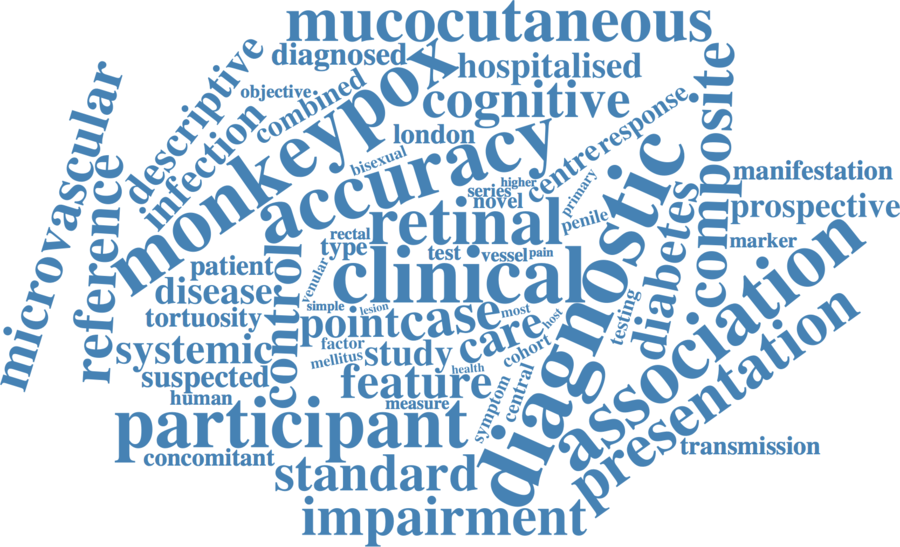 mucocutaneous
diagnosed
hospitalised
descriptive
objective
combined
monkeypox
cognitive
composite
microvascular
infection
london
response
bisexual
accuracy
centre
reference
higher
series
novel
primary
manifestation
prospective
retinal
penile
diagnostic
diabetes
marker
rectal
type
test
vessel
pain
patient
control
venular
clinical
association
disease
simple
lesion
most
host
testing
tortuosity
point
case
care
presentation
systemic
factor
mellitus
study
cohort
health
suspected
feature
human
measure
symptom
central
participant
transmission
concomitant
standard
impairment